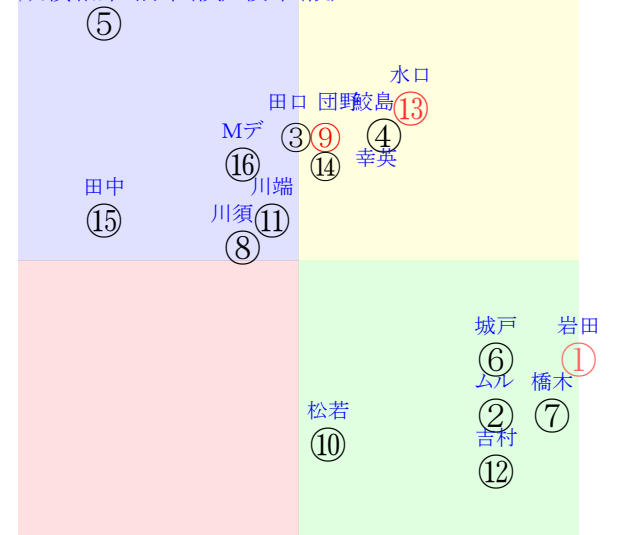 ⑤
水口
田口 団野 鮫島 ⑬
Mデ ③ ⑨ ④
⑯ ⑭ 幸英
田中 川端
⑮ 川須 ⑪
⑧
城戸 岩田
⑥ ①
ムル 橋木
松若 ② ⑦
⑩ 吉村
⑫